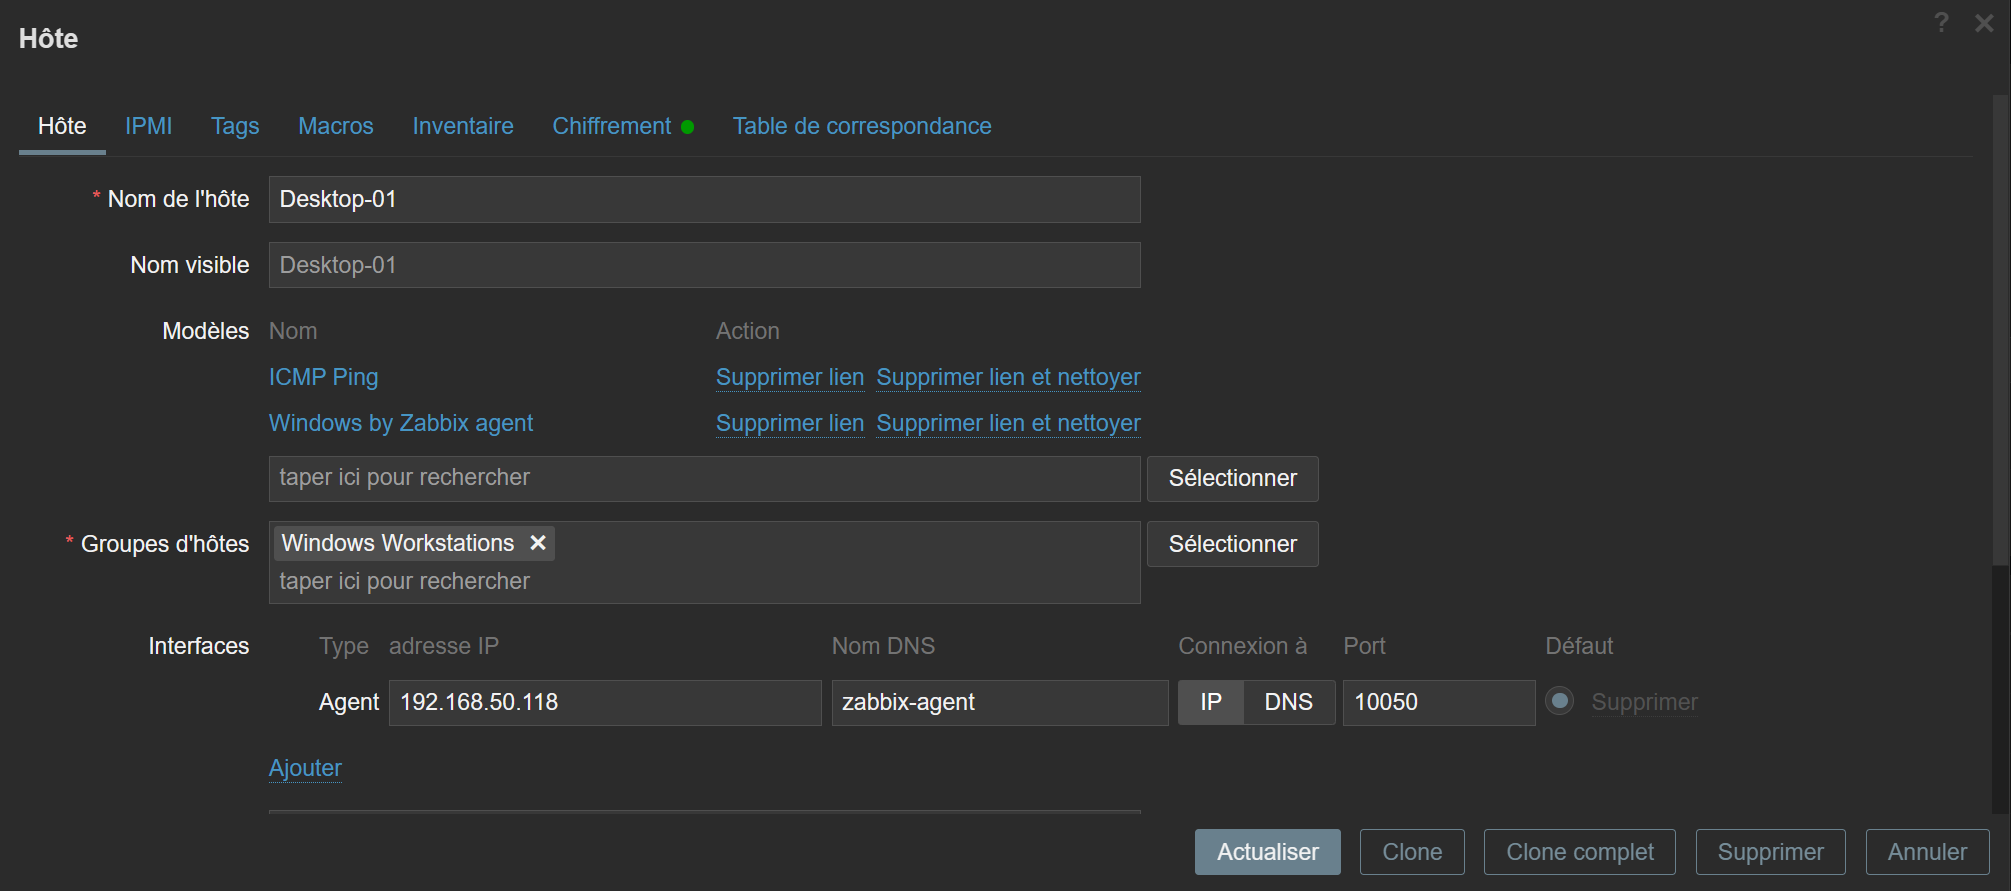 Hôte
? ✕
Hôte IPMI Tags Macros Inventaire Chiffrement Table de correspondance
* Nom de l'hôte Desktop-01
Nom visible Desktop-01
Modèles Nom Action
ICMP Ping Supprimer lien Supprimer lien et nettoyer
Windows by Zabbix agent Supprimer lien Supprimer lien et nettoyer
taper ici pour rechercher Sélectionner
* Groupes d'hôtes Windows Workstations ✕ Sélectionner
taper ici pour rechercher
Interfaces Type adresse IP Nom DNS Connexion à Port Défaut
Agent 192.168.50.118 zabbix-agent IP DNS 10050 Supprimer
Ajouter
Actualiser Clone Clone complet Supprimer Annuler